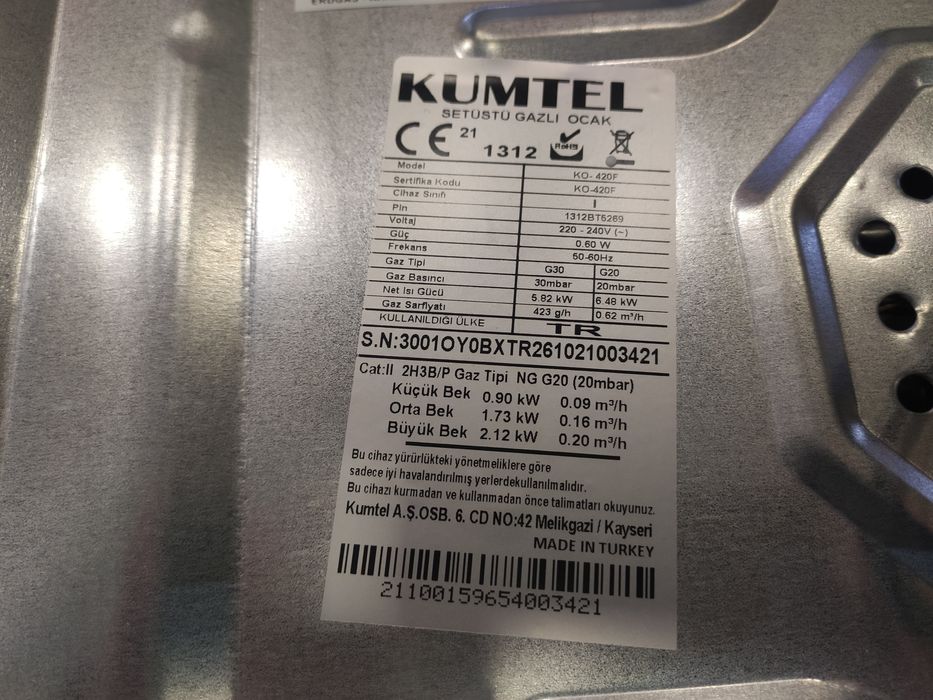 ERDGAS
KUMTEL
SETÜSTÜ GAZLI OCAK
CE 21 1312 RoHS
Model KO- 420F
Sertifika Kodu KO-420F
Cihaz Sınıfı I
Pin 1312BT6269
Voltaj 220 - 240V (~)
Güç 0.60 W
Frekans 50-60Hz
Gaz Tipi G30 G20
Gaz Basıncı 30mbar 20mbar
Net Isı Gücü 5.82 kW 6.48 kW
Gaz Sarfiyatı 423 g/h 0.62 m³/h
KULLANILDIĞI ÜLKE TR
S.N:3001OY0BXTR261021003421
Cat:II 2H3B/P Gaz Tipi NG G20 (20mbar)
Küçük Bek 0.90 kW 0.09 m³/h
Orta Bek 1.73 kW 0.16 m³/h
Büyük Bek 2.12 kW 0.20 m³/h
Bu cihaz yürürlükteki yönetmeliklere göre
sadece iyi havalandırılmış yerlerdekullanılmalıdır.
Bu cihazı kurmadan ve kullanmadan önce talimatları okuyunuz.
Kumtel A.Ş.OSB. 6. CD NO:42 Melikgazi / Kayseri
MADE IN TURKEY
21100159654003421